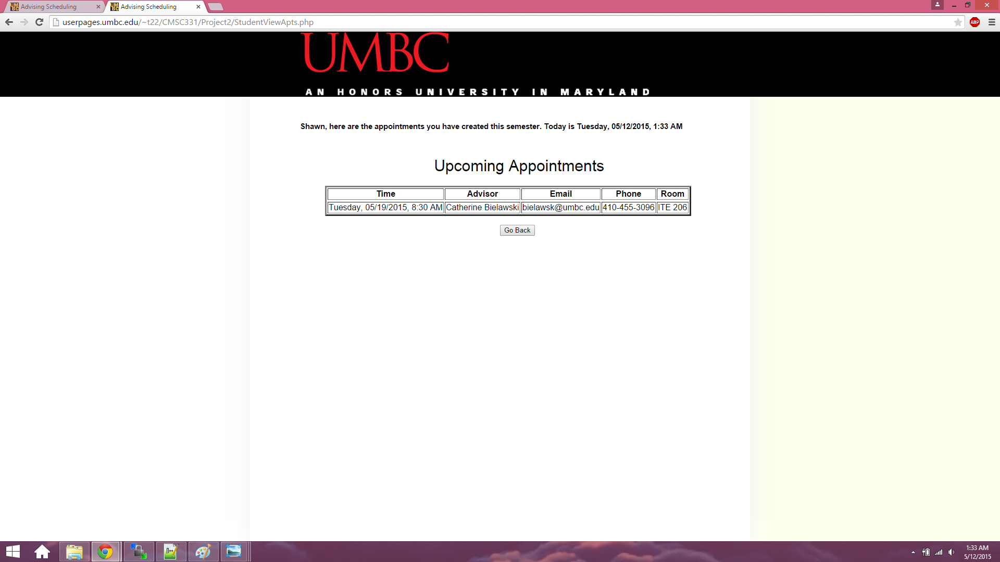 Advising Scheduling
Advising Scheduling
userpages.umbc.edu/~t22/CMSC331/Project2/StudentViewApts.php
ABP
UMBC
AN HONORS UNIVERSITY IN MARYLAND
Shawn, here are the appointments you have created this semester. Today is Tuesday, 05/12/2015, 1:33 AM
Upcoming Appointments
Time Advisor Email Phone Room
Tuesday, 05/19/2015, 8:30 AM Catherine Bielawski bielawsk@umbc.edu 410-455-3096 ITE 206
Go Back
1:33 AM
5/12/2015